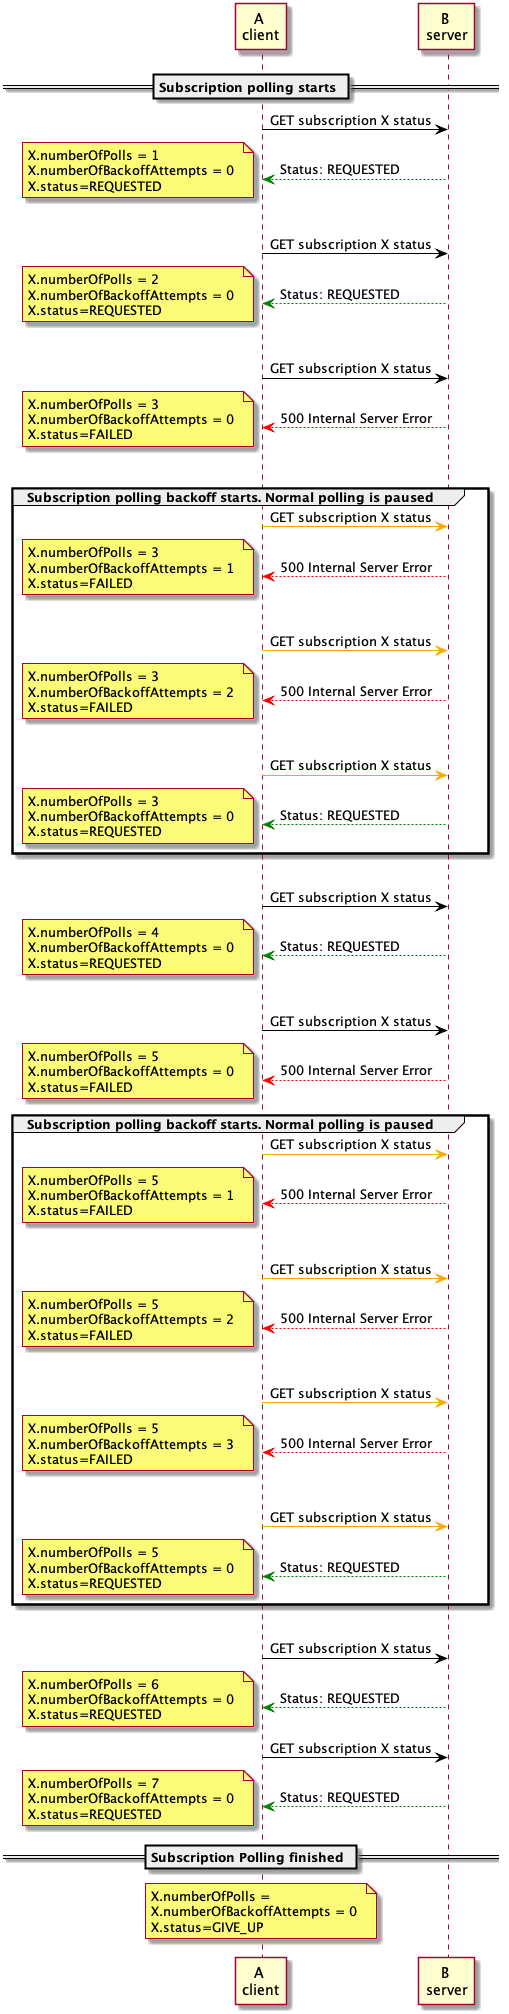 A
client
B
server
Subscription polling starts
GET subscription X status
X.numberOfPolls = 1
X.numberOfBackoffAttempts = 0
X.status=REQUESTED
Status: REQUESTED
GET subscription X status
X.numberOfPolls = 2
X.numberOfBackoffAttempts = 0
X.status=REQUESTED
Status: REQUESTED
GET subscription X status
X.numberOfPolls = 3
X.numberOfBackoffAttempts = 0
X.status=FAILED
500 Internal Server Error
Subscription polling backoff starts. Normal polling is paused
GET subscription X status
X.numberOfPolls = 3
X.numberOfBackoffAttempts = 1
X.status=FAILED
500 Internal Server Error
GET subscription X status
X.numberOfPolls = 3
X.numberOfBackoffAttempts = 2
X.status=FAILED
500 Internal Server Error
GET subscription X status
X.numberOfPolls = 3
X.numberOfBackoffAttempts = 0
X.status=REQUESTED
Status: REQUESTED
GET subscription X status
X.numberOfPolls = 4
X.numberOfBackoffAttempts = 0
X.status=REQUESTED
Status: REQUESTED
GET subscription X status
X.numberOfPolls = 5
X.numberOfBackoffAttempts = 0
X.status=FAILED
500 Internal Server Error
Subscription polling backoff starts. Normal polling is paused
GET subscription X status
X.numberOfPolls = 5
X.numberOfBackoffAttempts = 1
X.status=FAILED
500 Internal Server Error
GET subscription X status
X.numberOfPolls = 5
X.numberOfBackoffAttempts = 2
X.status=FAILED
500 Internal Server Error
GET subscription X status
X.numberOfPolls = 5
X.numberOfBackoffAttempts = 3
X.status=FAILED
500 Internal Server Error
GET subscription X status
X.numberOfPolls = 5
X.numberOfBackoffAttempts = 0
X.status=REQUESTED
Status: REQUESTED
GET subscription X status
X.numberOfPolls = 6
X.numberOfBackoffAttempts = 0
X.status=REQUESTED
Status: REQUESTED
GET subscription X status
X.numberOfPolls = 7
X.numberOfBackoffAttempts = 0
X.status=REQUESTED
Status: REQUESTED
Subscription Polling finished
X.numberOfPolls =
X.numberOfBackoffAttempts = 0
X.status=GIVE_UP
A
client
B
server